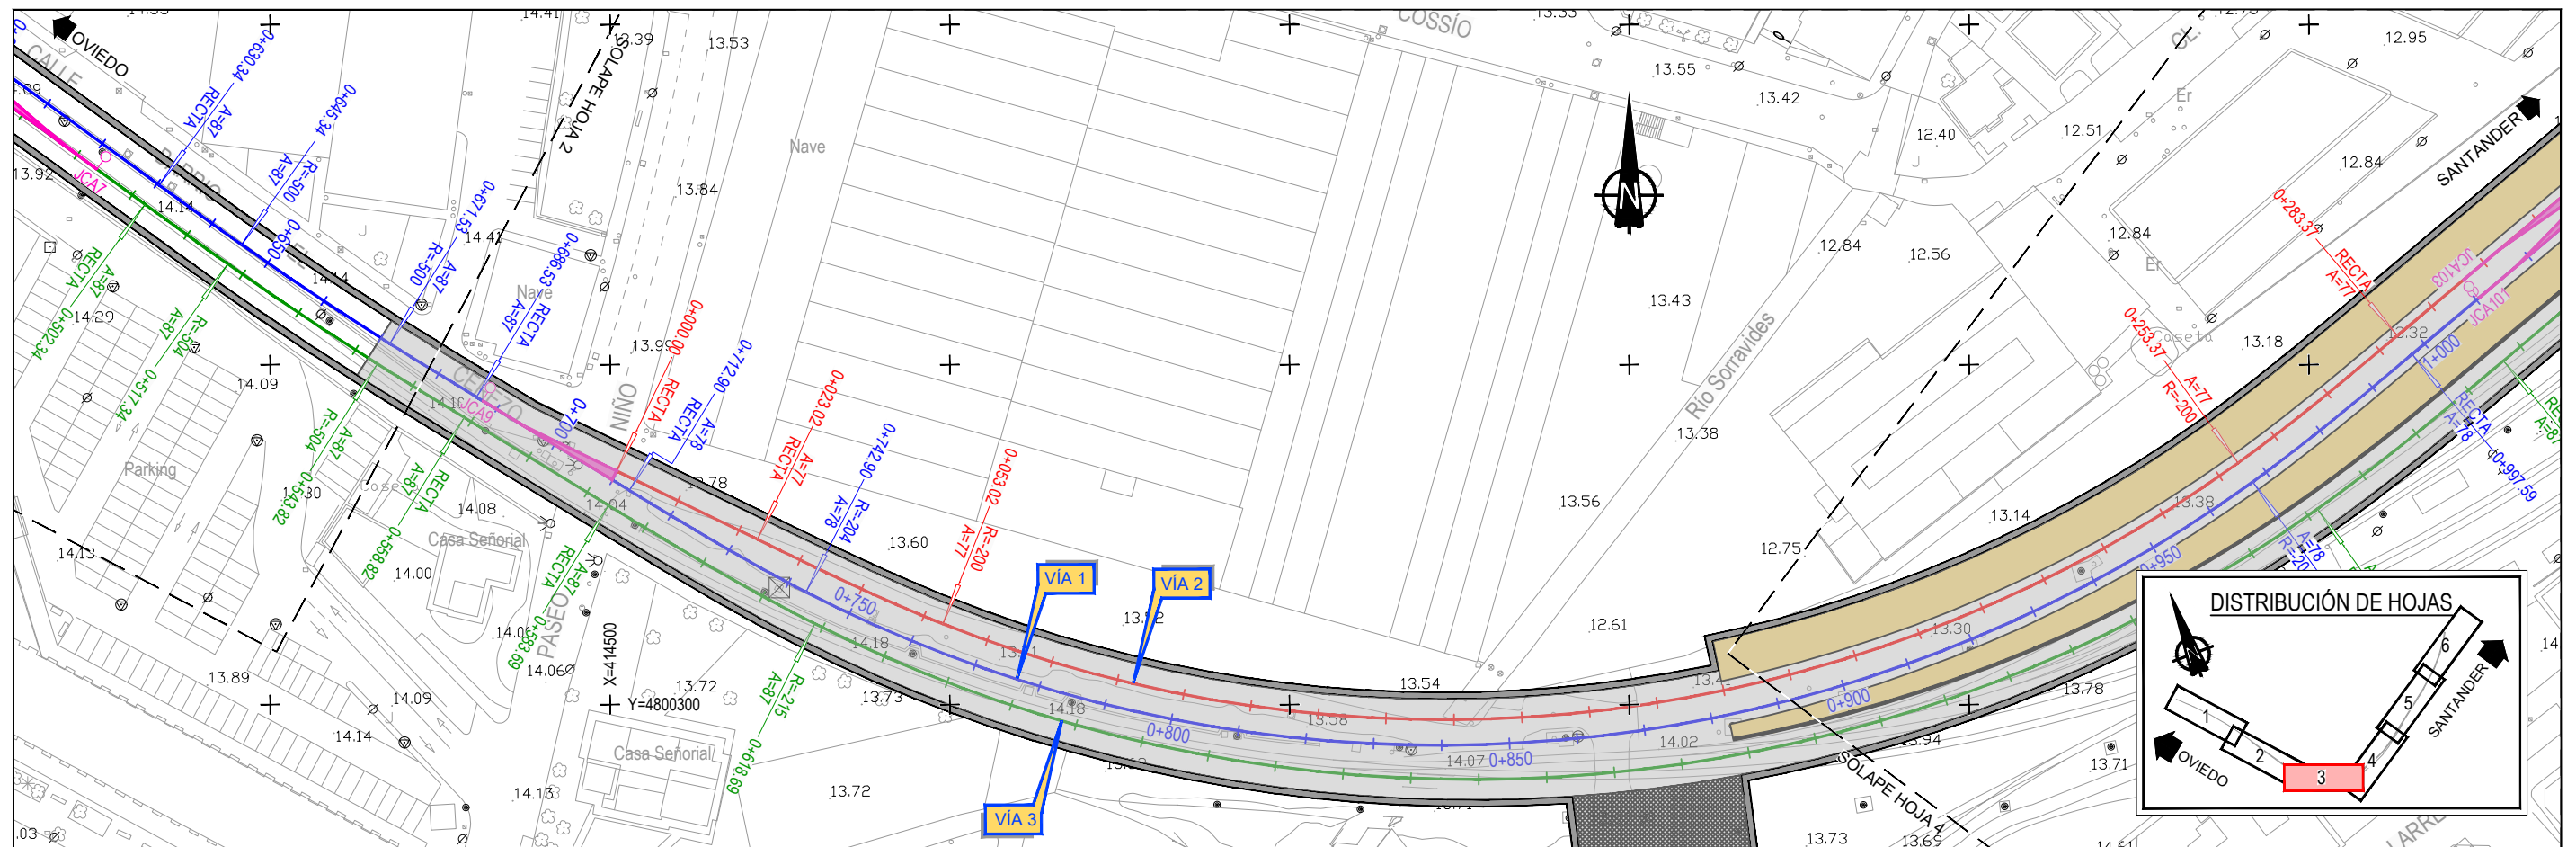 OVIEDO
CALLE
BARRIO
EL
CEREZO
NIÑO
PASEO
COSSÍO
CL.
SOLAPE HOJA 2
SOLAPE HOJA 4
SANTANDER
Río Sorravides
Nave
Nave
Parking
Casa Señorial
Casa Señorial
Caseta
Er
Er
N
0+630.34
RECTA
A=87
0+645.34
A=87
R=-500
0+650
0+671.53
R=-500
A=87
0+686.53
A=87
RECTA
0+700
0+712.90
RECTA
A=78
0+742.90
A=78
R=-204
0+750
0+800
0+850
0+900
0+950
1+000
A=78
RECTA
A=78
0+997.59
0+000.00
RECTA
0+023.02
RECTA
A=77
0+053.02
A=77
R=-200
0+253.37
A=77
R=-200
0+283.37
RECTA
A=77
RECTA
A=87
0+502.34
A=87
R=-504
0+517.34
R=-504
A=87
0+543.82
A=87
RECTA
0+558.82
RECTA
A=87
0+583.69
A=87
R=-215
0+618.69
JCA7
JCA9
JCA103
JCA101
VÍA 1
VÍA 2
VÍA 3
X=414500
Y=4800300
14.41
13.39
13.53
13.84
13.99
14.41
13.92
14.14
14.14
14.29
14.09
14.13
13.89
14.09
14.14
14.13
14.08
14.00
14.06
14.04
14.18
14.18
13.72
13.73
13.72
13.60
13.54
13.58
14.07
14.02
13.41
13.30
13.38
13.32
13.33
13.55
13.42
13.43
13.38
13.56
12.61
12.75
13.14
12.84
12.56
12.40
12.51
12.84
12.84
12.95
13.18
13.78
13.71
13.73
13.69
DISTRIBUCIÓN DE HOJAS
N
1
2
3
4
5
6
OVIEDO
SANTANDER